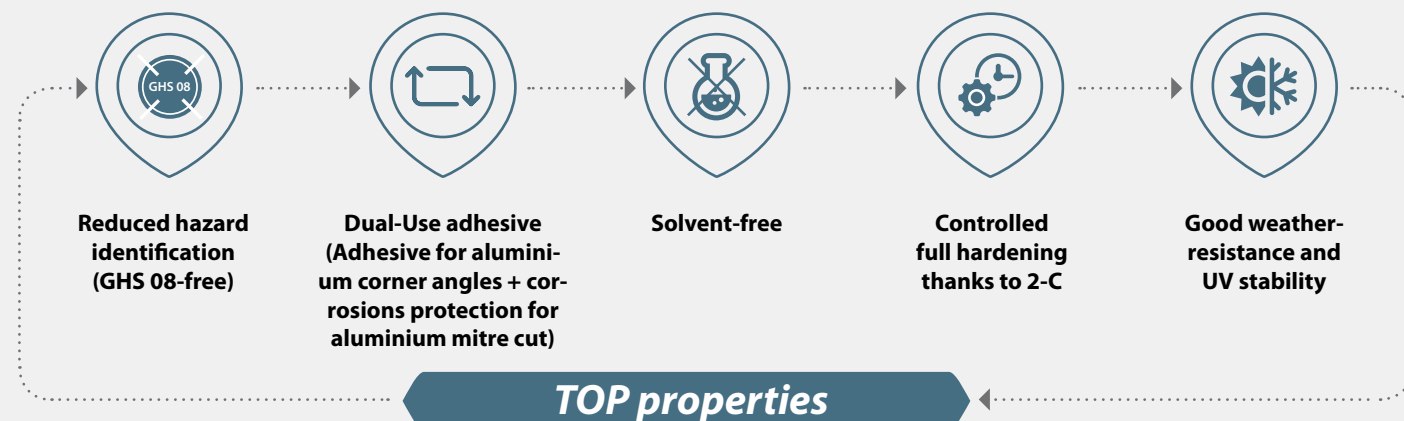 GHS 08
Reduced hazard
identification
(GHS 08-free)
Dual-Use adhesive
(Adhesive for alumini-
um corner angles + cor-
rosions protection for
aluminium mitre cut)
Solvent-free
Controlled
full hardening
thanks to 2-C
Good weather-
resistance and
UV stability
TOP properties